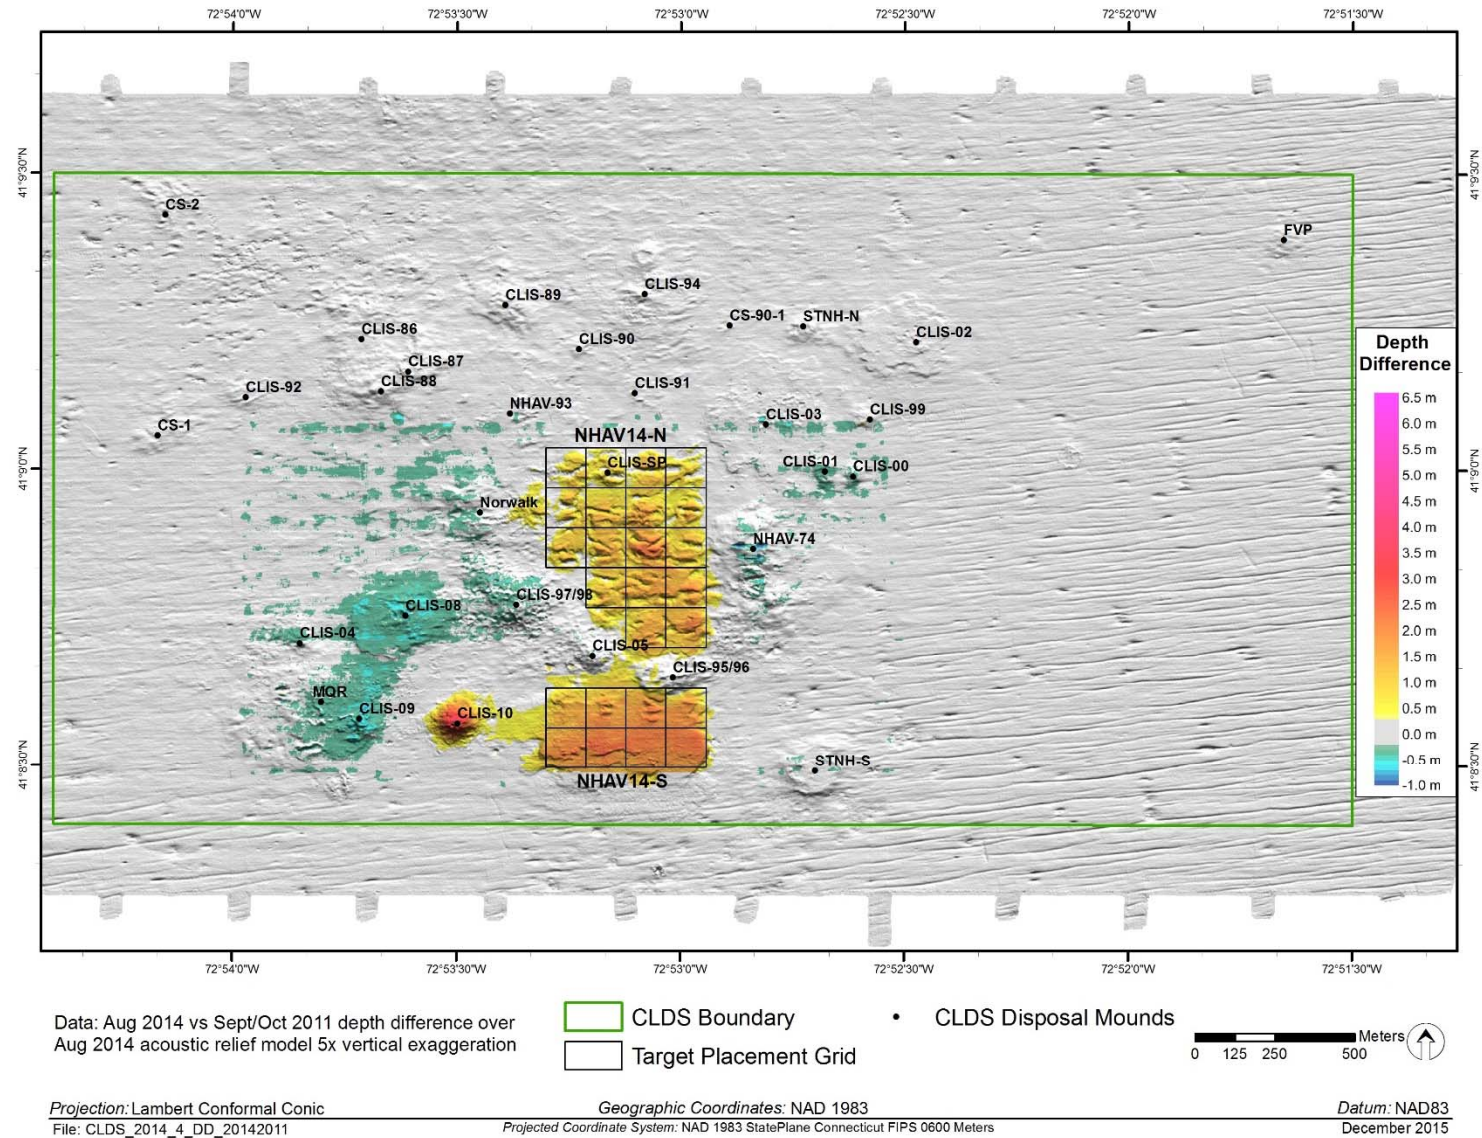 72°54'0"W 72°53'30"W 72°53'0"W 72°52'30"W 72°52'0"W 72°51'30"W
41°9'30"N 41°9'30"N
CS-2
FVP
CLIS-94
CLIS-89
CS-90-1 STNH-N
CLIS-86 CLIS-90 CLIS-02
CLIS-87
CLIS-88
CLIS-92 CLIS-91
NHAV-93
CLIS-03 CLIS-99
CS-1
NHAV14-N
41°9'0"N 41°9'0"N
CLIS-SP CLIS-01 CLIS-00
Norwalk
NHAV-74
CLIS-97/98
CLIS-08
CLIS-04
CLIS-05
CLIS-95/96
MQR
CLIS-09 CLIS-10
41°8'30"N 41°8'30"N
STNH-S
NHAV14-S
Depth
Difference
6.5 m
6.0 m
5.5 m
5.0 m
4.5 m
4.0 m
3.5 m
3.0 m
2.5 m
2.0 m
1.5 m
1.0 m
0.5 m
0.0 m
-0.5 m
-1.0 m
72°54'0"W 72°53'30"W 72°53'0"W 72°52'30"W 72°52'0"W 72°51'30"W
Data: Aug 2014 vs Sept/Oct 2011 depth difference over
Aug 2014 acoustic relief model 5x vertical exaggeration
CLDS Boundary
Target Placement Grid
CLDS Disposal Mounds
Meters
0 125 250 500
Projection: Lambert Conformal Conic Geographic Coordinates: NAD 1983 Datum: NAD83
File: CLDS_2014_4_DD_20142011 Projected Coordinate System: NAD 1983 StatePlane Connecticut FIPS 0600 Meters December 2015